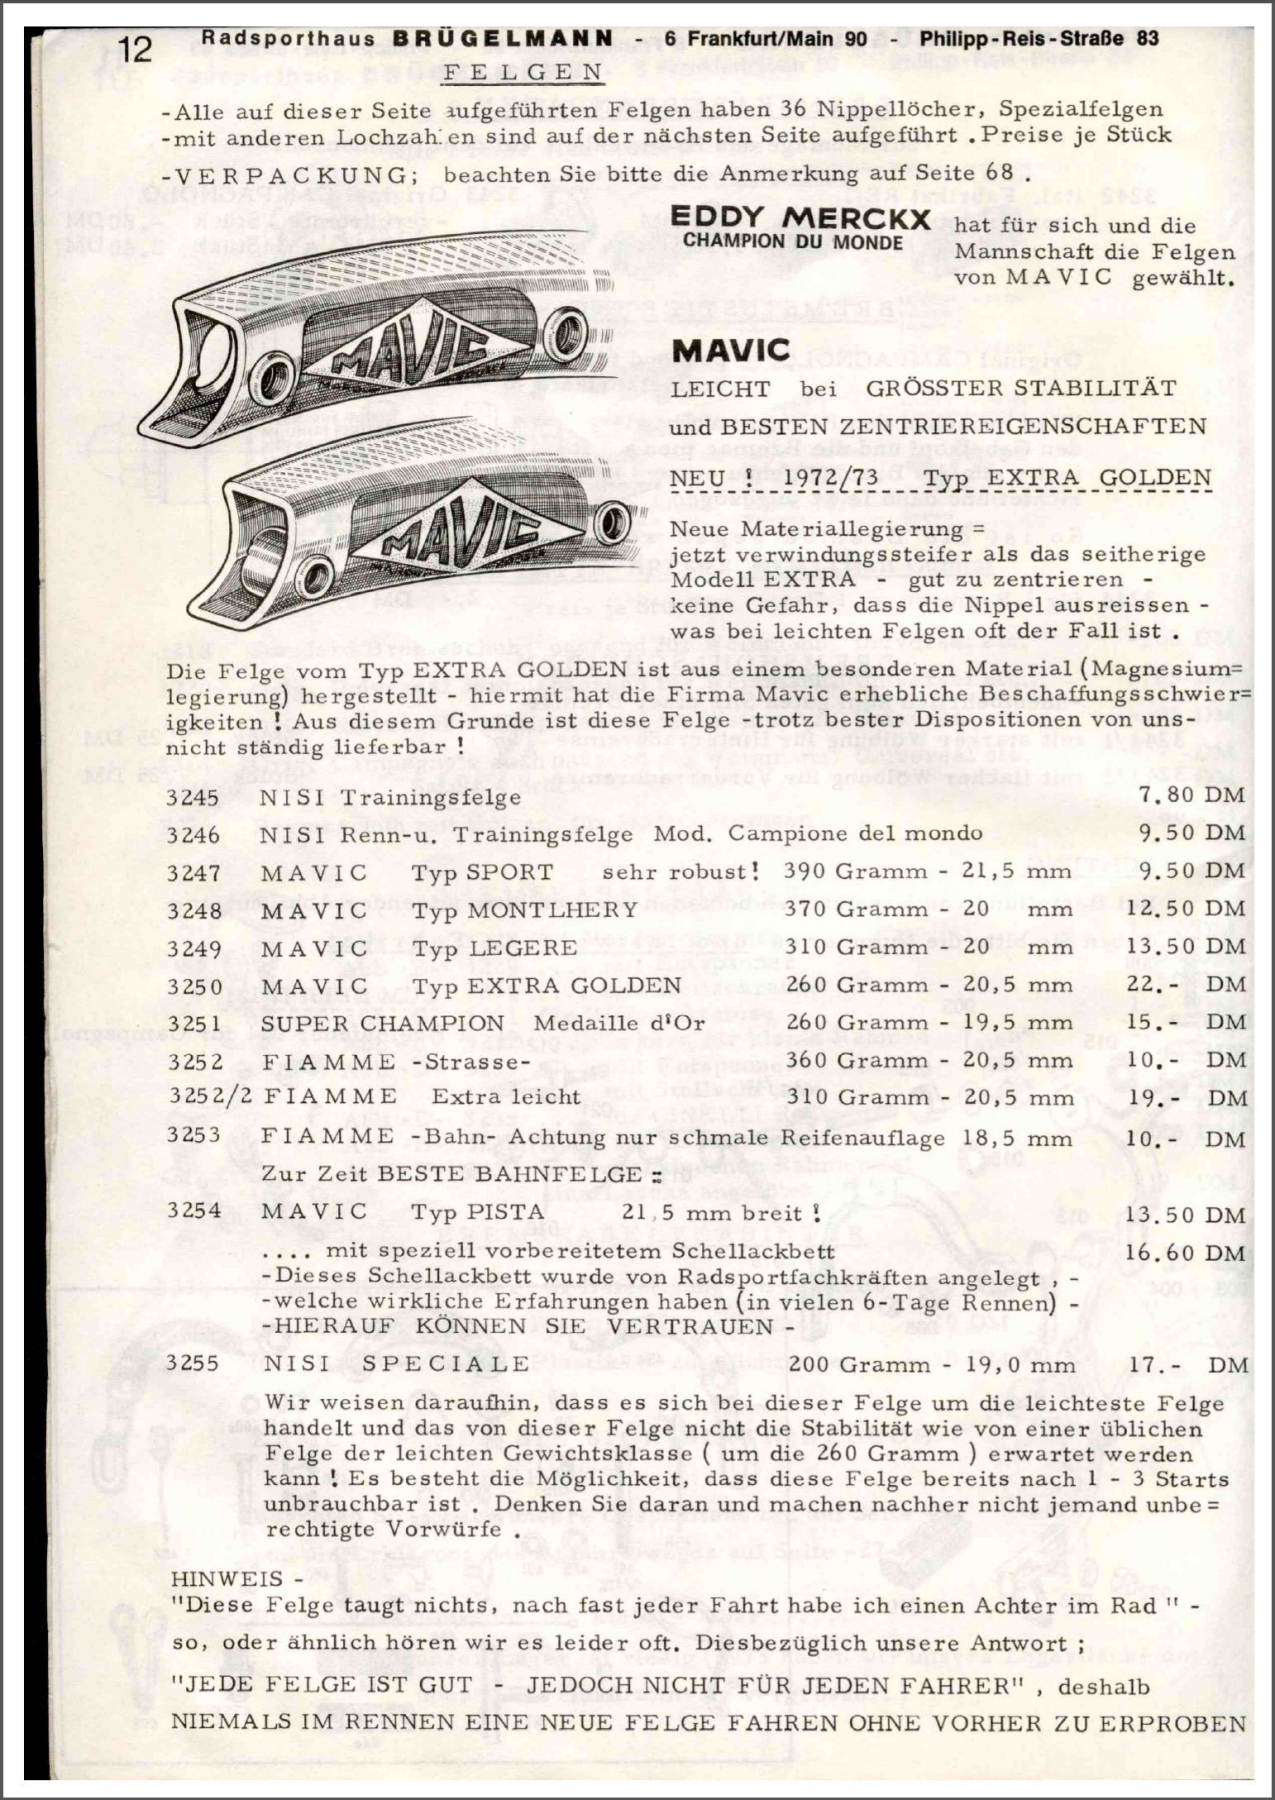 12
Radsporthaus BRÜGELMANN - 6 Frankfurt/Main 90 - Philipp-Reis-Straße 83
FELGEN
-Alle auf dieser Seite aufgeführten Felgen haben 36 Nippellöcher, Spezialfelgen
-mit anderen Lochzahlen sind auf der nächsten Seite aufgeführt . Preise je Stück
-VERPACKUNG; beachten Sie bitte die Anmerkung auf Seite 68 .
EDDY MERCKX
CHAMPION DU MONDE
hat für sich und die
Mannschaft die Felgen
von MAVIC gewählt.
MAVIC
MAVIC
MAVIC
LEICHT bei GRÖSSTER STABILITÄT
und BESTEN ZENTRIEREIGENSCHAFTEN
NEU ! 1972/73 Typ EXTRA GOLDEN
Neue Materiallegierung =
jetzt verwindungssteifer als das seitherige
Modell EXTRA - gut zu zentrieren -
keine Gefahr, dass die Nippel ausreissen -
was bei leichten Felgen oft der Fall ist .
Die Felge vom Typ EXTRA GOLDEN ist aus einem besonderen Material (Magnesium=
legierung) hergestellt - hiermit hat die Firma Mavic erhebliche Beschaffungsschwier=
igkeiten ! Aus diesem Grunde ist diese Felge -trotz bester Dispositionen von uns-
nicht ständig lieferbar !
3245 NISI Trainingsfelge 7.80 DM
3246 NISI Renn-u. Trainingsfelge Mod. Campione del mondo 9.50 DM
3247 MAVIC Typ SPORT sehr robust! 390 Gramm - 21,5 mm 9.50 DM
3248 MAVIC Typ MONTLHERY 370 Gramm - 20 mm 12.50 DM
3249 MAVIC Typ LEGERE 310 Gramm - 20 mm 13.50 DM
3250 MAVIC Typ EXTRA GOLDEN 260 Gramm - 20,5 mm 22.- DM
3251 SUPER CHAMPION Medaille d'Or 260 Gramm - 19,5 mm 15.- DM
3252 FIAMME -Strasse- 360 Gramm - 20,5 mm 10.- DM
3252/2 FIAMME Extra leicht 310 Gramm - 20,5 mm 19.- DM
3253 FIAMME -Bahn- Achtung nur schmale Reifenauflage 18,5 mm 10.- DM
Zur Zeit BESTE BAHNFELGE :
3254 MAVIC Typ PISTA 21,5 mm breit ! 13.50 DM
.... mit speziell vorbereitetem Schellackbett 16.60 DM
-Dieses Schellackbett wurde von Radsportfachkräften angelegt , -
-welche wirkliche Erfahrungen haben (in vielen 6-Tage Rennen) -
-HIERAUF KÖNNEN SIE VERTRAUEN -
3255 NISI SPECIALE 200 Gramm - 19,0 mm 17.- DM
Wir weisen daraufhin, dass es sich bei dieser Felge um die leichteste Felge
handelt und das von dieser Felge nicht die Stabilität wie von einer üblichen
Felge der leichten Gewichtsklasse ( um die 260 Gramm ) erwartet werden
kann ! Es besteht die Möglichkeit, dass diese Felge bereits nach 1 - 3 Starts
unbrauchbar ist . Denken Sie daran und machen nachher nicht jemand unbe=
rechtigte Vorwürfe .
HINWEIS -
"Diese Felge taugt nichts, nach fast jeder Fahrt habe ich einen Achter im Rad " -
so, oder ähnlich hören wir es leider oft. Diesbezüglich unsere Antwort ;
"JEDE FELGE IST GUT - JEDOCH NICHT FÜR JEDEN FAHRER" , deshalb
NIEMALS IM RENNEN EINE NEUE FELGE FAHREN OHNE VORHER ZU ERPROBEN